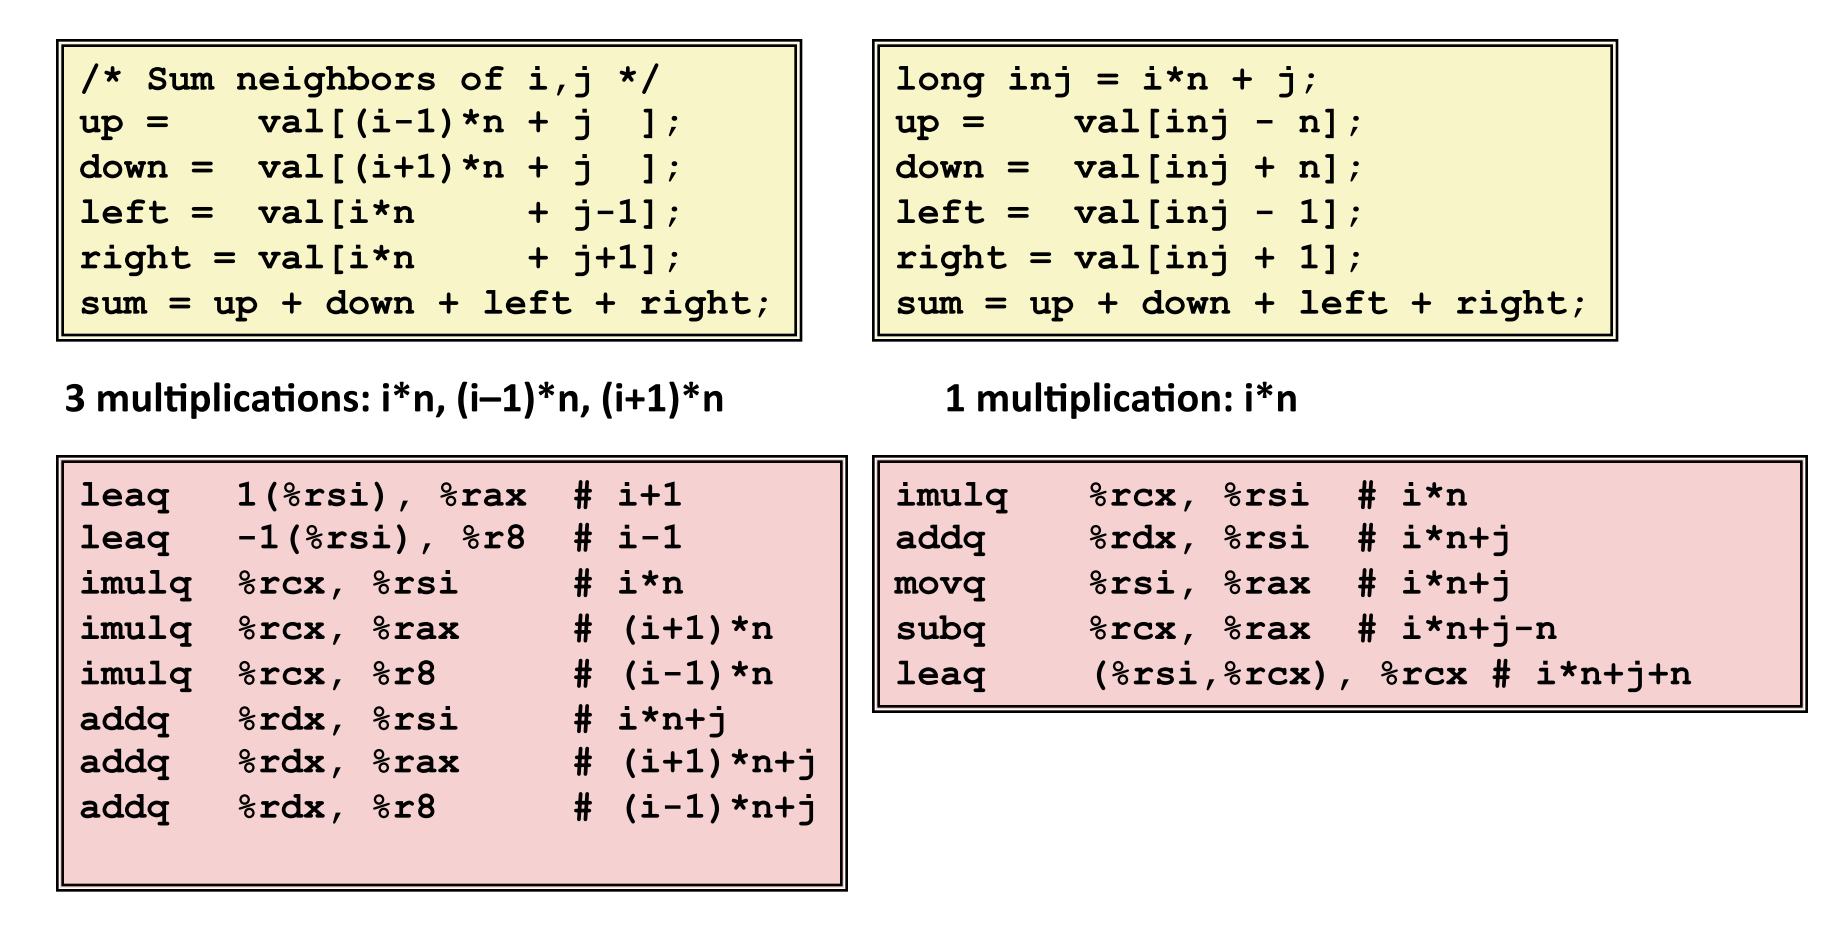 /* Sum neighbors of i,j */
up =    val[(i-1)*n + j  ];
down =  val[(i+1)*n + j  ];
left =  val[i*n     + j-1];
right = val[i*n     + j+1];
sum = up + down + left + right;
3 multiplications: i*n, (i–1)*n, (i+1)*n
leaq   1(%rsi), %rax  # i+1
leaq   -1(%rsi), %r8  # i-1
imulq  %rcx, %rsi     # i*n
imulq  %rcx, %rax     # (i+1)*n
imulq  %rcx, %r8      # (i-1)*n
addq   %rdx, %rsi     # i*n+j
addq   %rdx, %rax     # (i+1)*n+j
addq   %rdx, %r8      # (i-1)*n+j
long inj = i*n + j;
up =    val[inj - n];
down =  val[inj + n];
left =  val[inj - 1];
right = val[inj + 1];
sum = up + down + left + right;
1 multiplication: i*n
imulq    %rcx, %rsi  # i*n
addq     %rdx, %rsi  # i*n+j
movq     %rsi, %rax  # i*n+j
subq     %rcx, %rax  # i*n+j-n
leaq     (%rsi,%rcx), %rcx # i*n+j+n